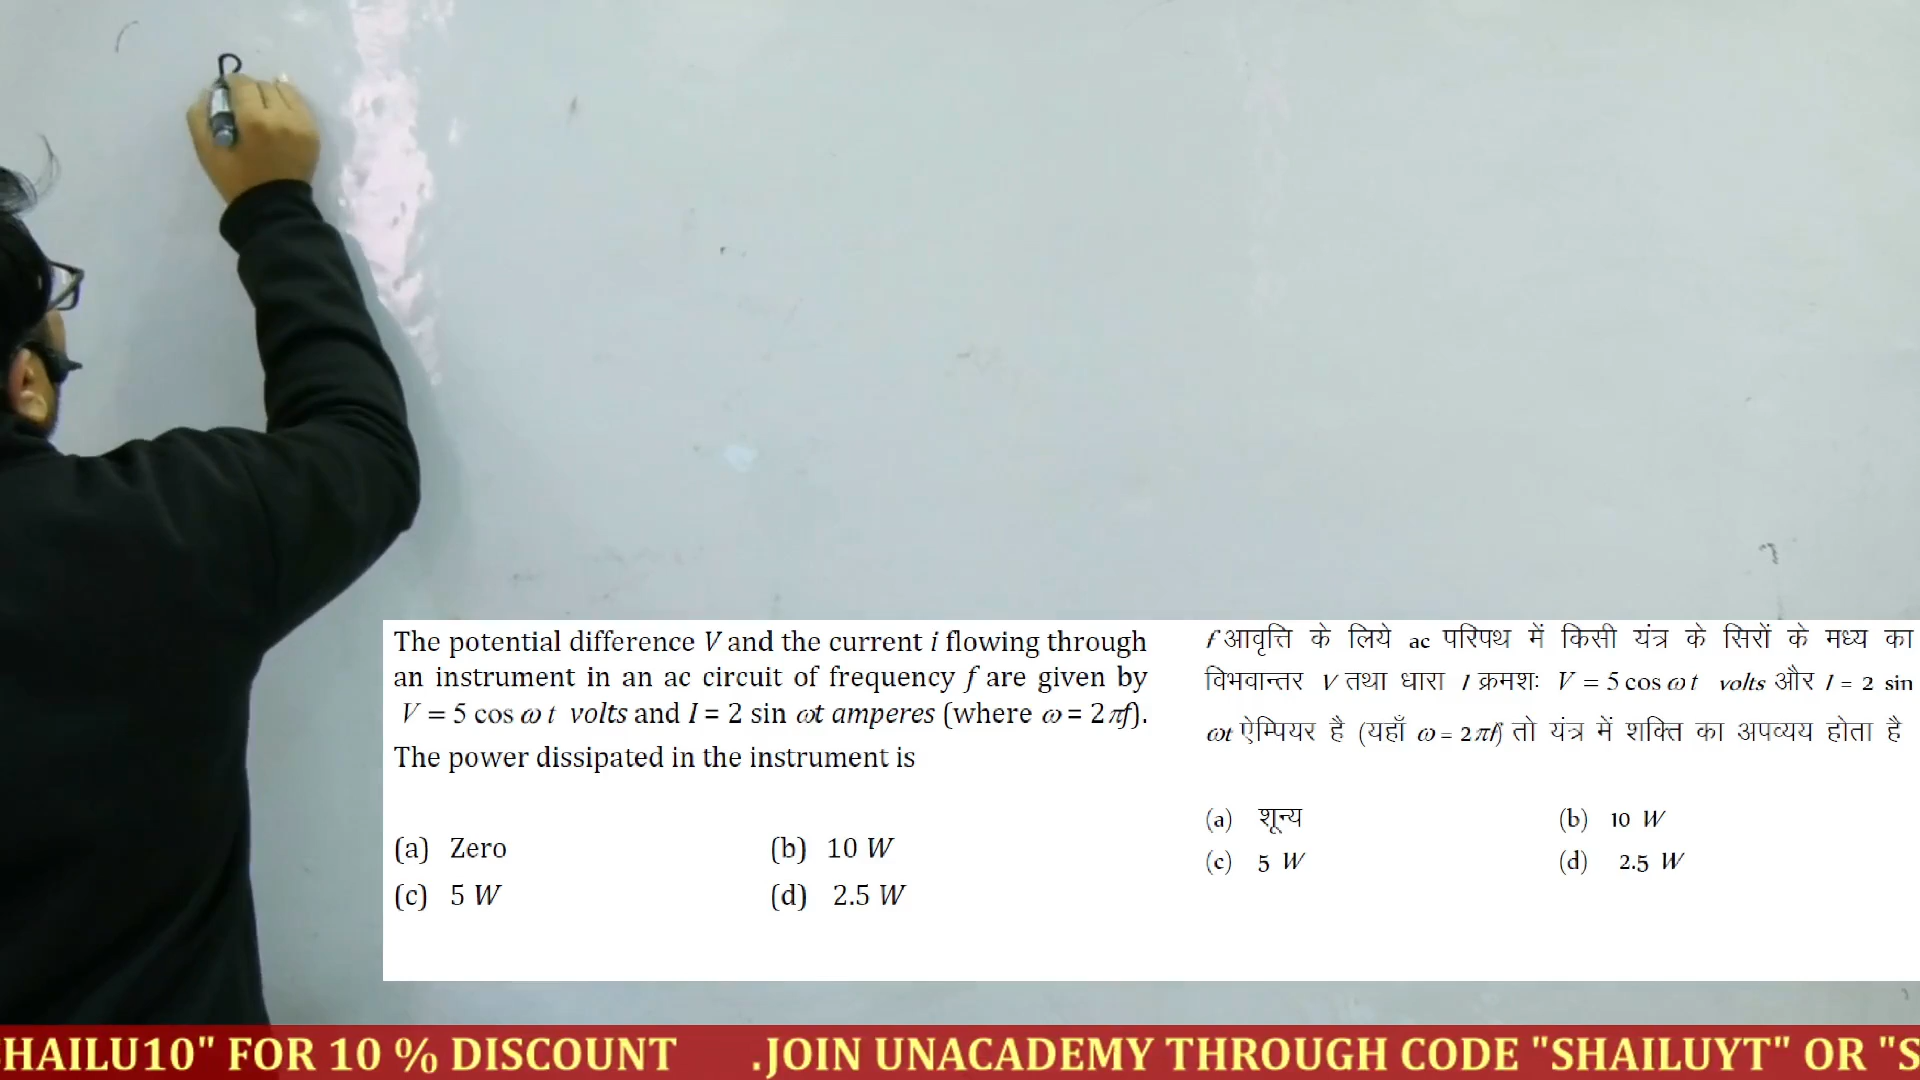 P
The potential difference V and the current i flowing through
an instrument in an ac circuit of frequency f are given by
V = 5 cos ω t volts and I = 2 sin ωt amperes (where ω = 2πf).
The power dissipated in the instrument is
(a) Zero (b) 10 W
(c) 5 W (d) 2.5 W
f आवृत्ति के लिये ac परिपथ में किसी यंत्र के सिरों के मध्य का
विभवान्तर V तथा धारा I क्रमशः V = 5 cos ω t volts और I = 2 sin
ωt ऐम्पियर है (यहाँ ω = 2πf) तो यंत्र में शक्ति का अपव्यय होता है
(a) शून्य (b) 10 W
(c) 5 W (d) 2.5 W
HAILU10" FOR 10 % DISCOUNT .JOIN UNACADEMY THROUGH CODE "SHAILUYT" OR "S